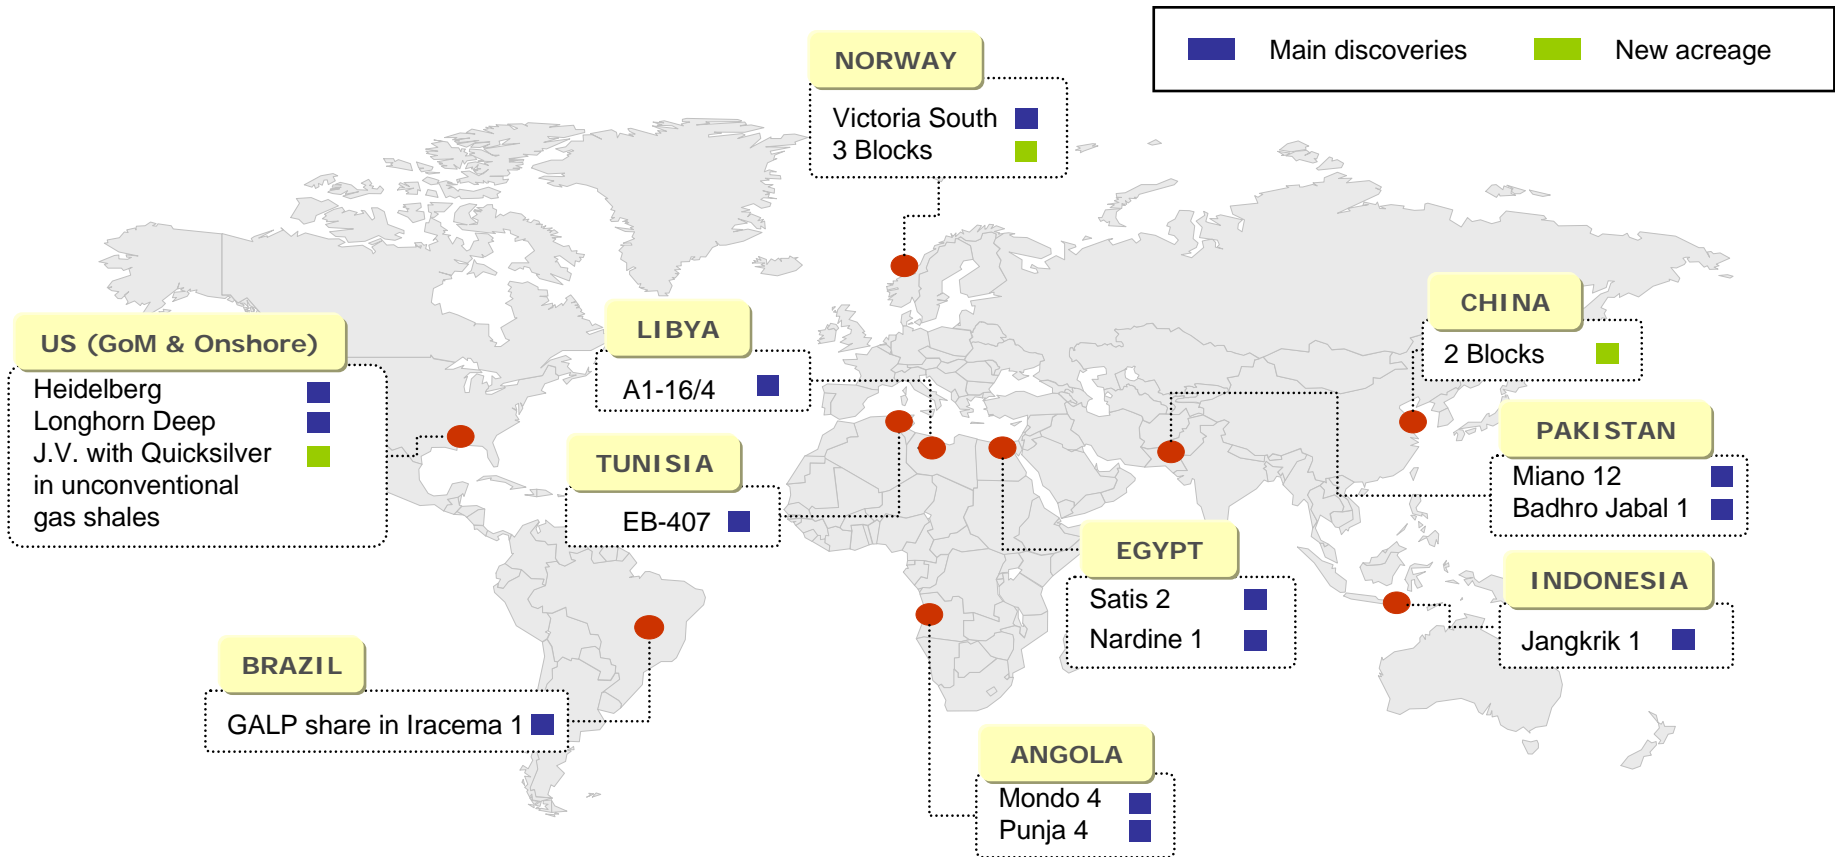 Main discoveries
New acreage
NORWAY
Victoria South
3 Blocks
CHINA
2 Blocks
LIBYA
A1-16/4
US (GoM & Onshore)
Heidelberg
Longhorn Deep
J.V. with Quicksilver
in unconventional
gas shales
PAKISTAN
Miano 12
Badhro Jabal 1
TUNISIA
EB-407
EGYPT
Satis 2
Nardine 1
INDONESIA
Jangkrik 1
BRAZIL
GALP share in Iracema 1
ANGOLA
Mondo 4
Punja 4